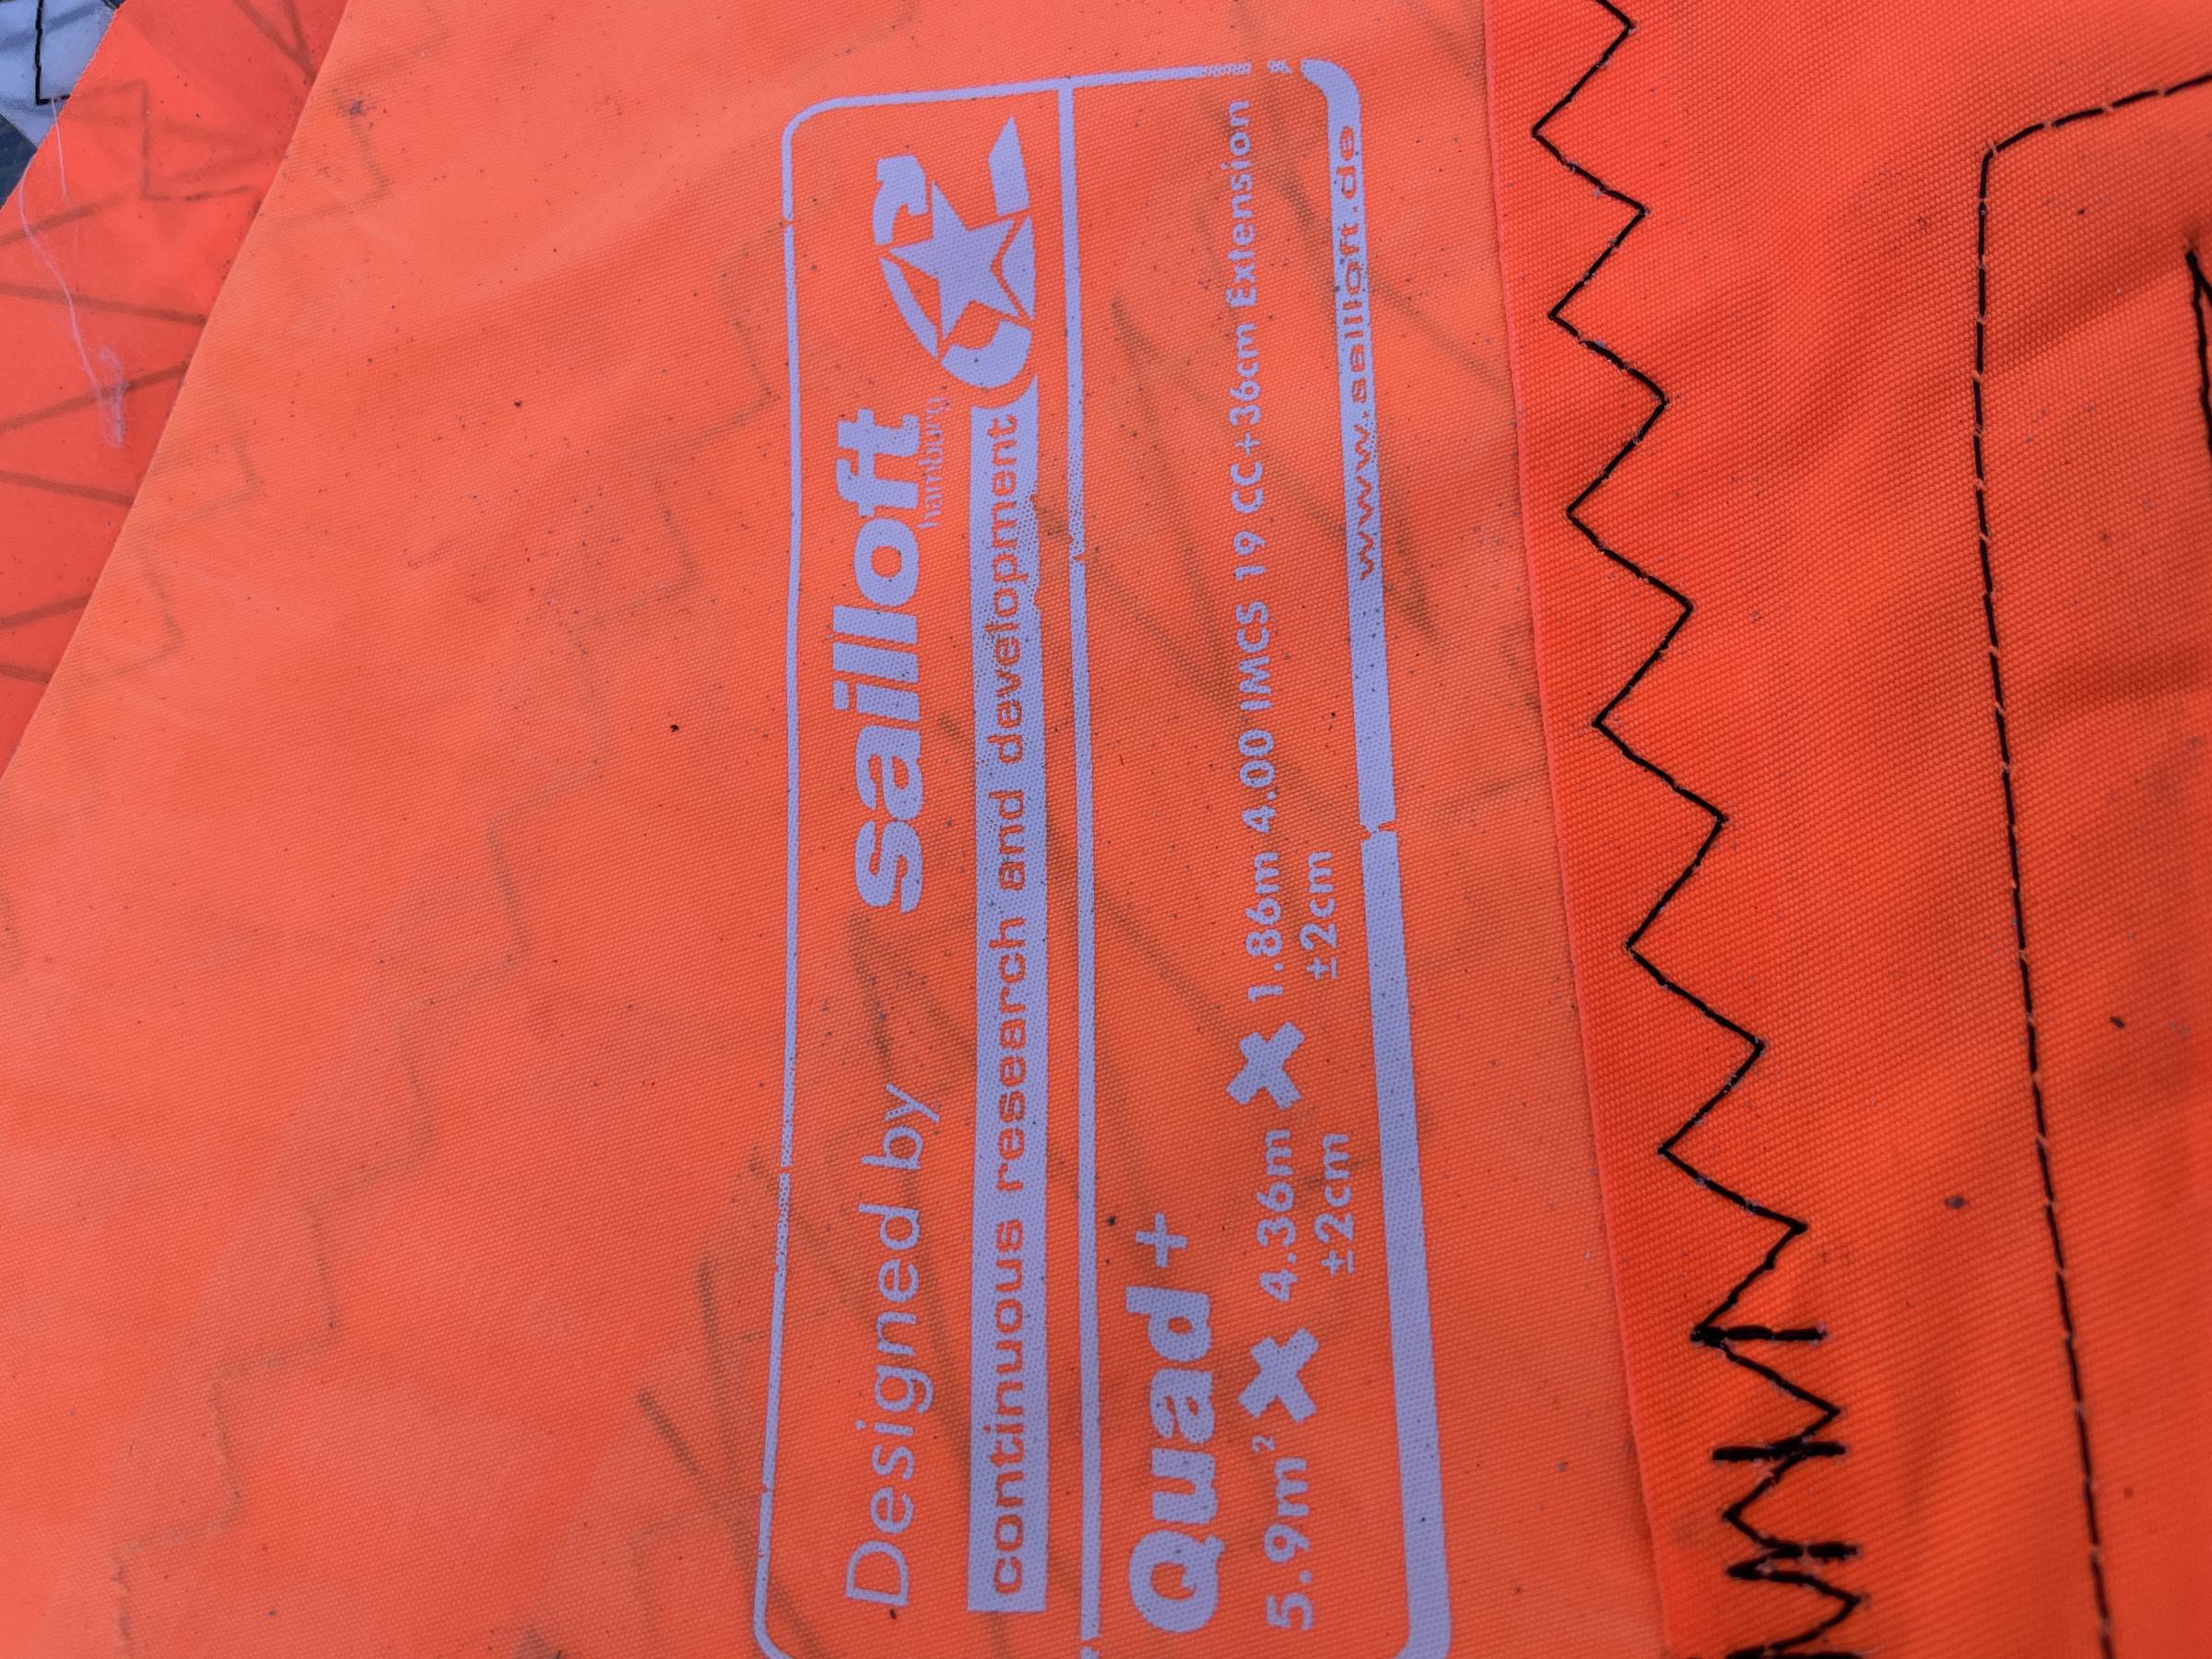 Designed by sailloft
hamburg
continuous research and development
Quad+
5.9m² × 4.36m × 1.86m 4.00 IMCS 19 CC+36cm Extension
±2cm ±2cm
www.sailloft.de